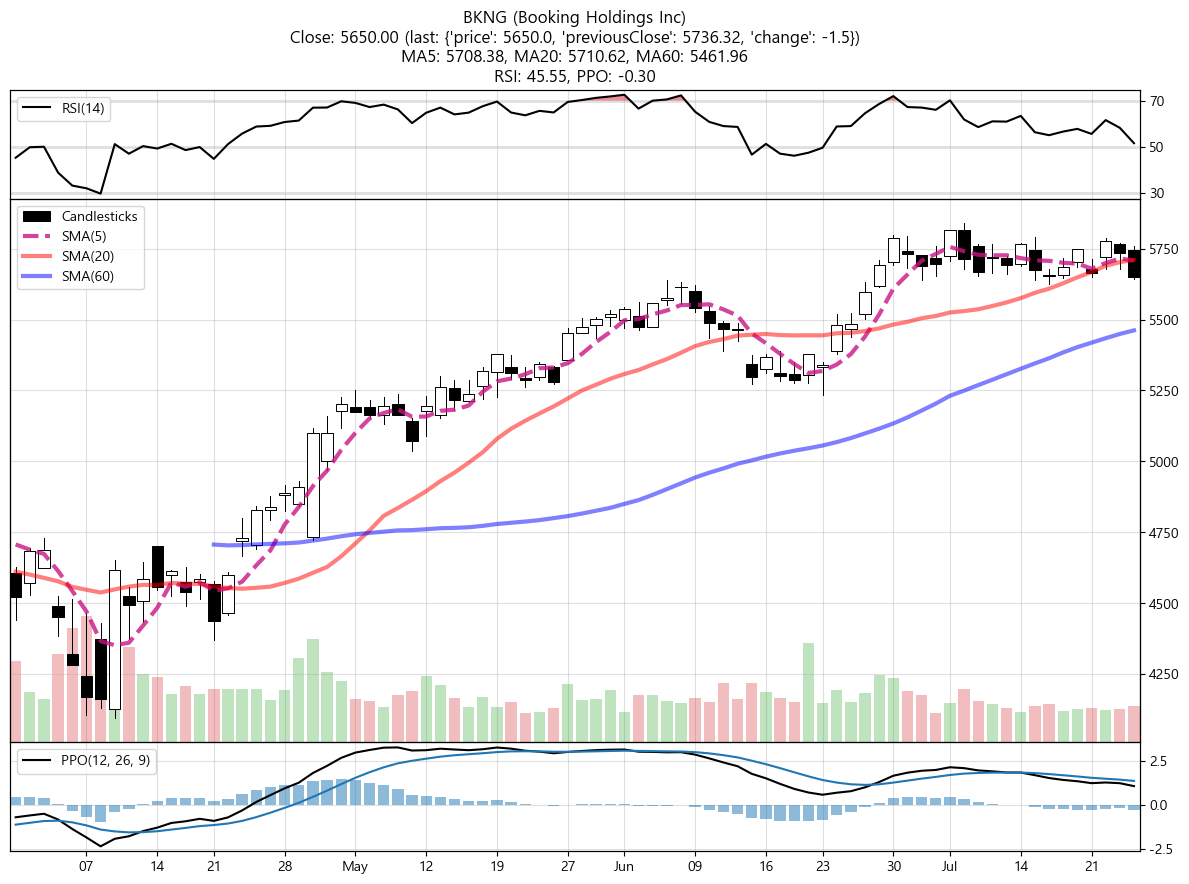 BKNG (Booking Holdings Inc)
Close: 5650.00 (last: {'price': 5650.0, 'previousClose': 5736.32, 'change': -1.5})
MA5: 5708.38, MA20: 5710.62, MA60: 5461.96
RSI: 45.55, PPO: -0.30
RSI(14)
70
50
30
Candlesticks
SMA(5)
SMA(20)
SMA(60)
5750
5500
5250
5000
4750
4500
4250
PPO(12, 26, 9)
2.5
0.0
-2.5
07 14 21 28 May 12 19 27 Jun 09 16 23 30 Jul 14 21